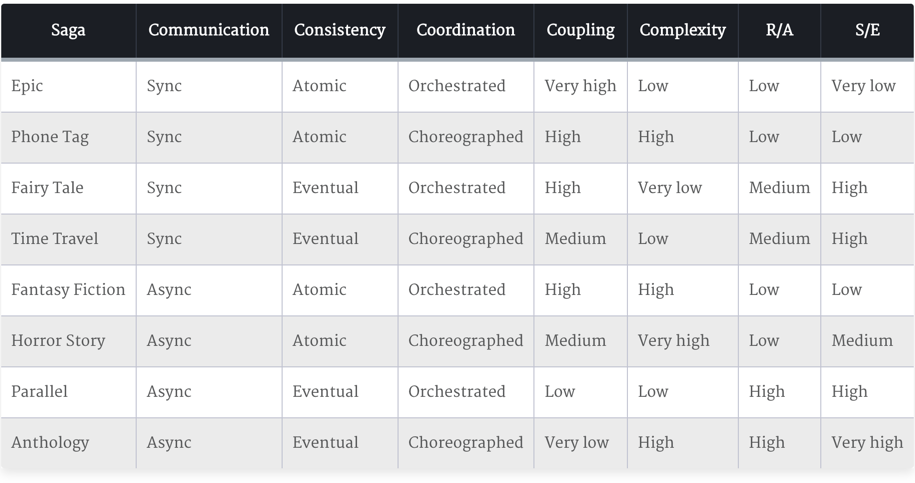 Saga Communication Consistency Coordination Coupling Complexity R/A S/E
Epic Sync Atomic Orchestrated Very high Low Low Very low
Phone Tag Sync Atomic Choreographed High High Low Low
Fairy Tale Sync Eventual Orchestrated High Very low Medium High
Time Travel Sync Eventual Choreographed Medium Low Medium High
Fantasy Fiction Async Atomic Orchestrated High High Low Low
Horror Story Async Atomic Choreographed Medium Very high Low Medium
Parallel Async Eventual Orchestrated Low Low High High
Anthology Async Eventual Choreographed Very low High High Very high